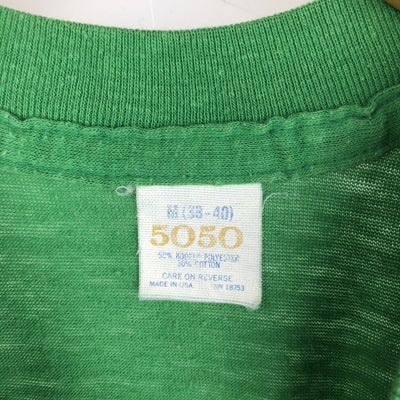 M (38-40)
5050
50% KODEL® POLYESTER
50% COTTON
CARE ON REVERSE
MADE IN USA. RN 18753